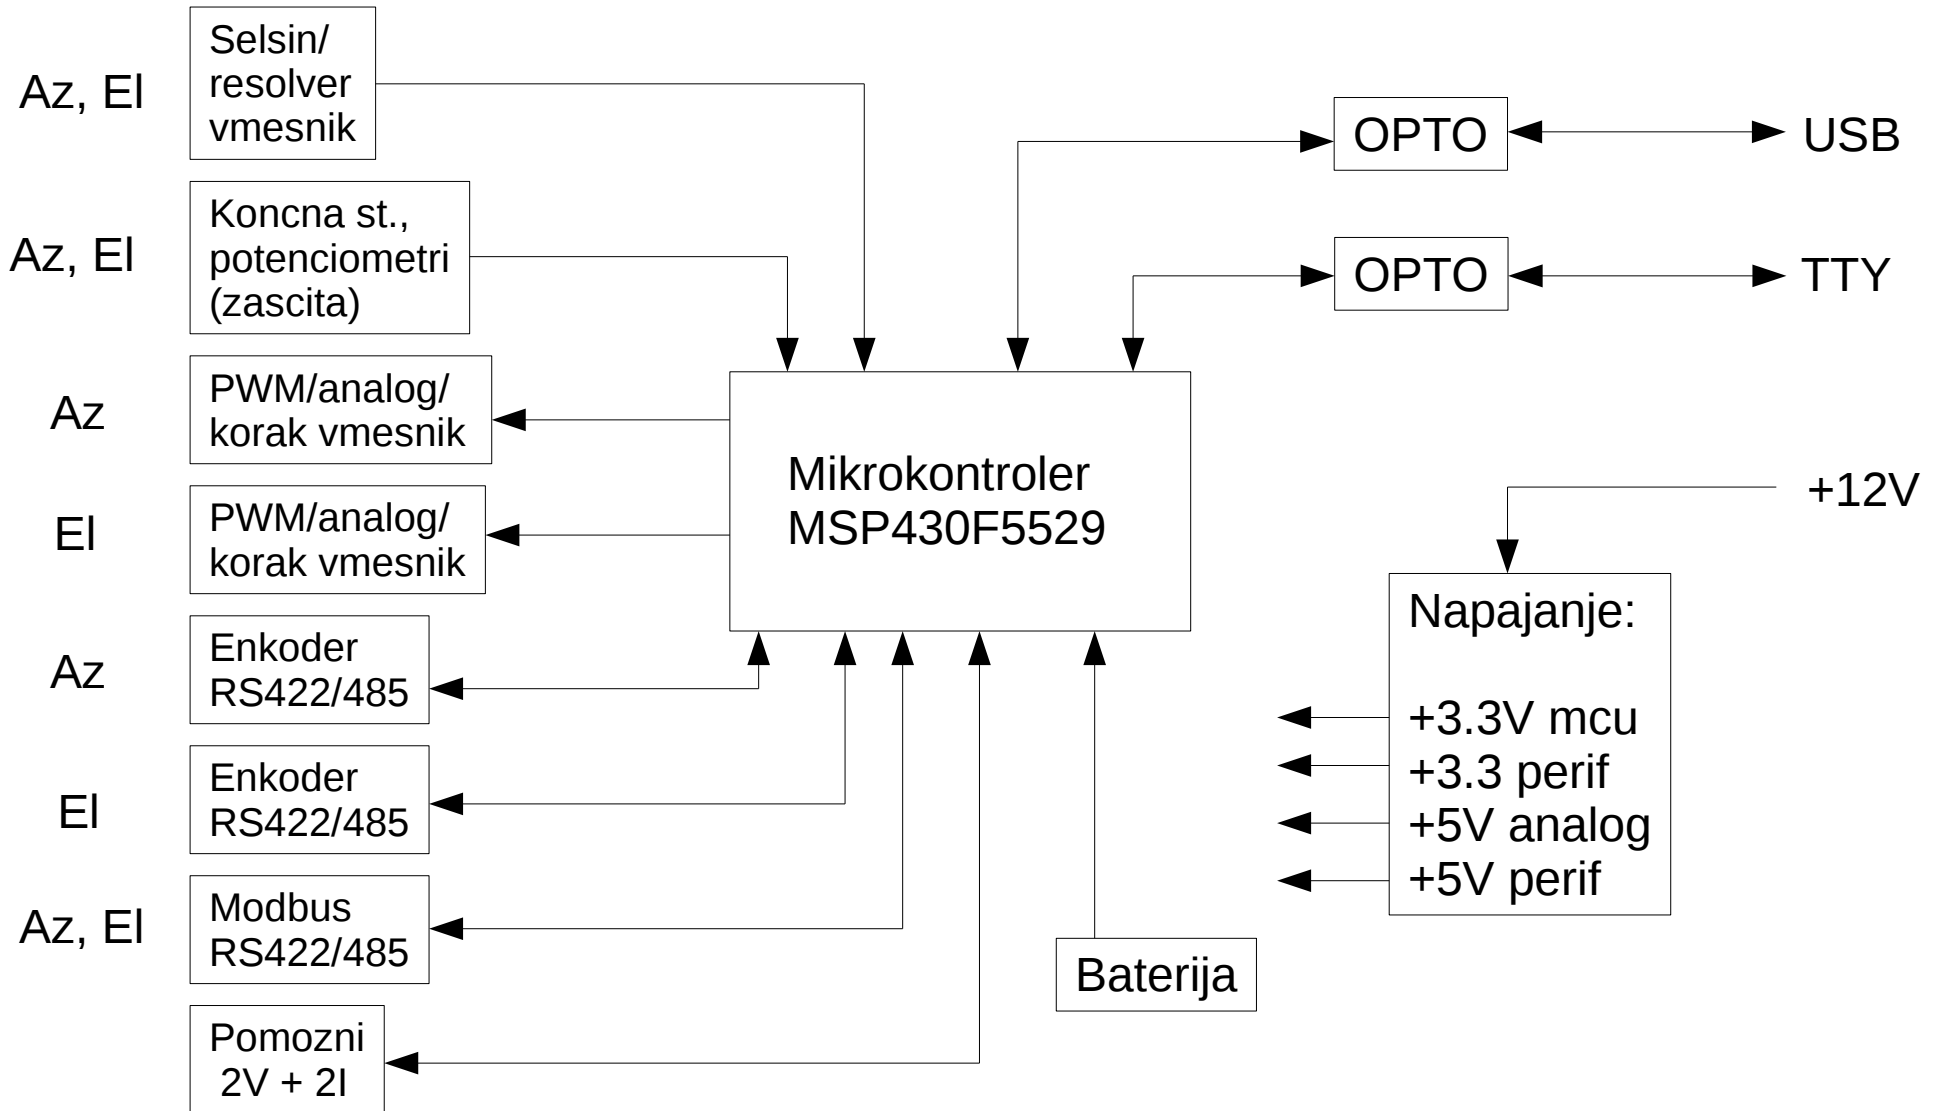 Az, El
Selsin/
resolver
vmesnik
Az, El
Koncna st.,
potenciometri
(zascita)
Az
PWM/analog/
korak vmesnik
El
PWM/analog/
korak vmesnik
Az
Enkoder
RS422/485
El
Enkoder
RS422/485
Az, El
Modbus
RS422/485
Pomozni
2V + 2I
Mikrokontroler
MSP430F5529
Baterija
OPTO
USB
OPTO
TTY
+12V
Napajanje:
+3.3V mcu
+3.3 perif
+5V analog
+5V perif